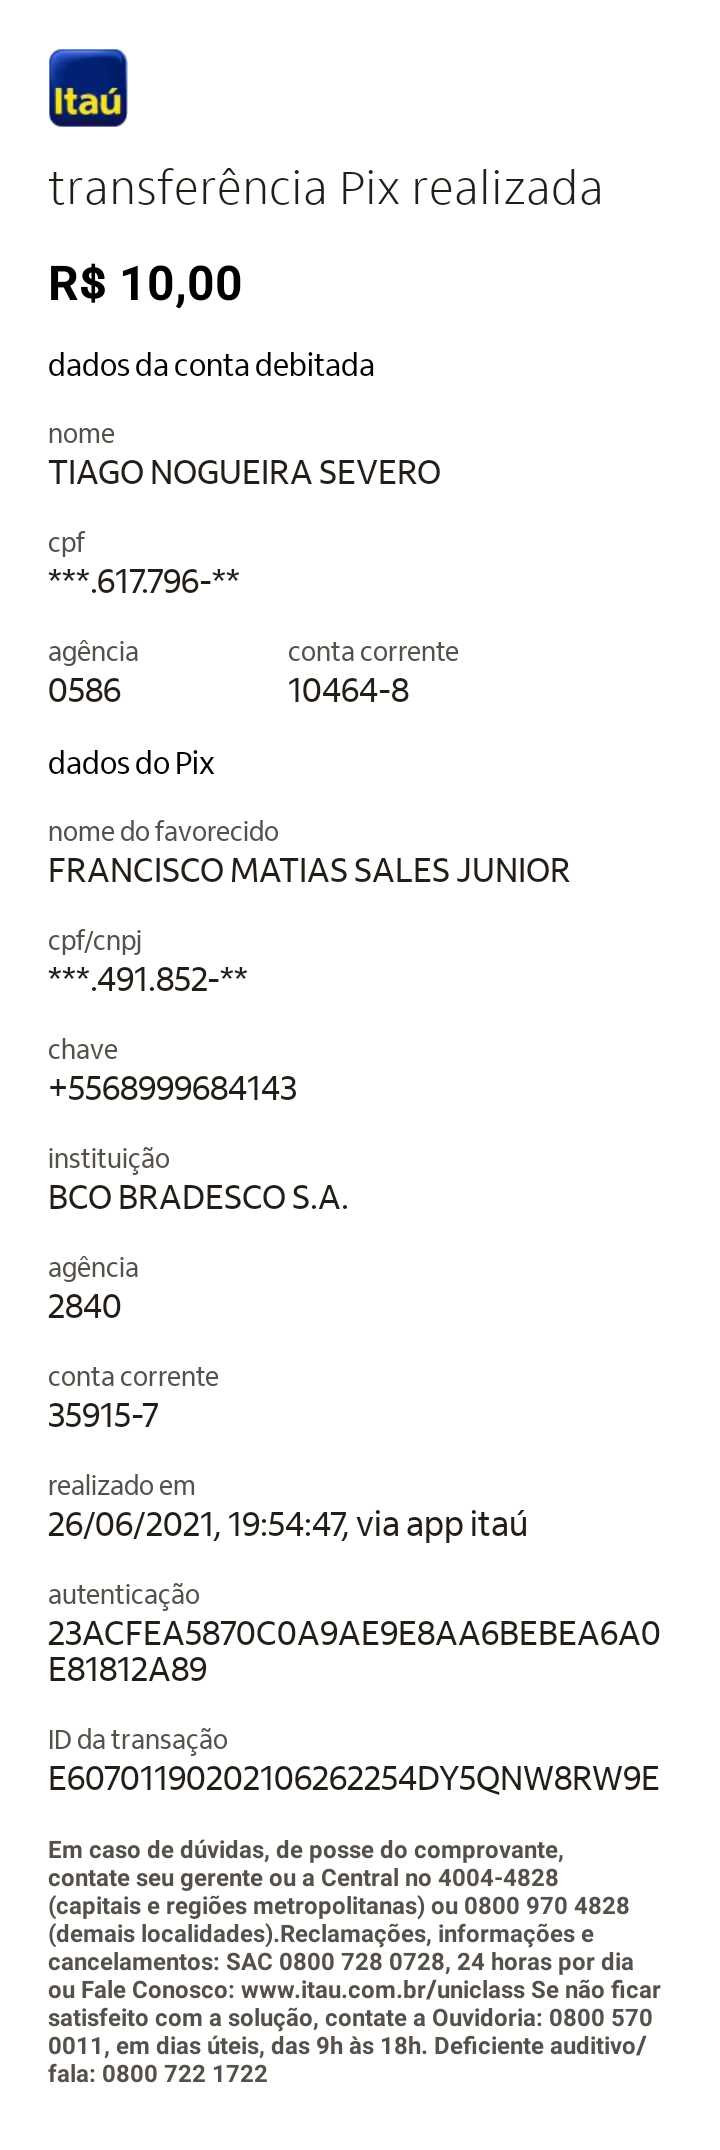 Itaú
transferência Pix realizada
R$ 10,00
dados da conta debitada
nome
TIAGO NOGUEIRA SEVERO
cpf
***.617.796-**
agência conta corrente
0586 10464-8
dados do Pix
nome do favorecido
FRANCISCO MATIAS SALES JUNIOR
cpf/cnpj
***.491.852-**
chave
+5568999684143
instituição
BCO BRADESCO S.A.
agência
2840
conta corrente
35915-7
realizado em
26/06/2021, 19:54:47, via app itaú
autenticação
23ACFEA5870C0A9AE9E8AA6BEBEA6A0
E81812A89
ID da transação
E60701190202106262254DY5QNW8RW9E
Em caso de dúvidas, de posse do comprovante,
contate seu gerente ou a Central no 4004-4828
(capitais e regiões metropolitanas) ou 0800 970 4828
(demais localidades).Reclamações, informações e
cancelamentos: SAC 0800 728 0728, 24 horas por dia
ou Fale Conosco: www.itau.com.br/uniclass Se não ficar
satisfeito com a solução, contate a Ouvidoria: 0800 570
0011, em dias úteis, das 9h às 18h. Deficiente auditivo/
fala: 0800 722 1722